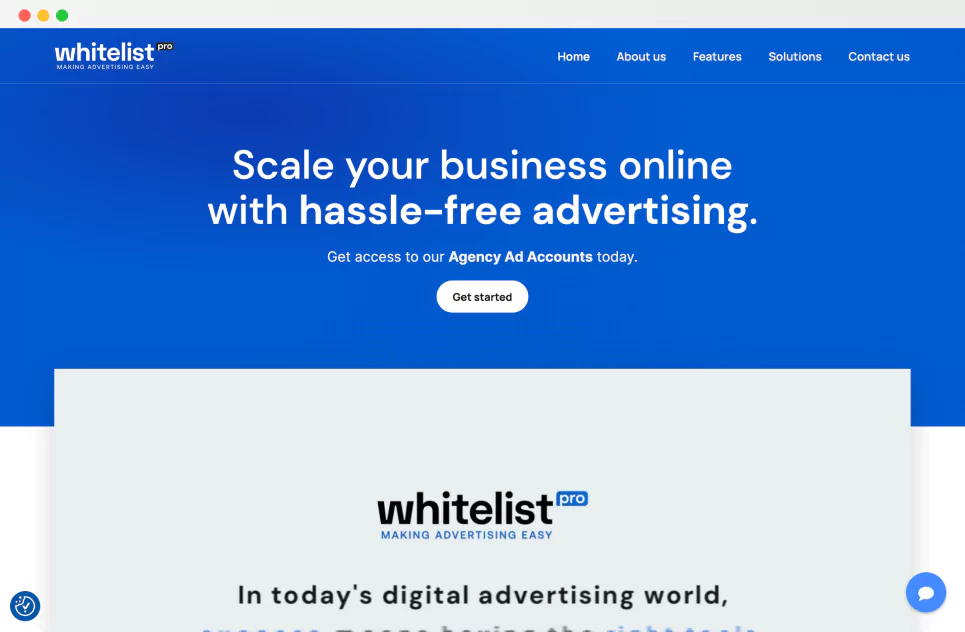 whitelist pro
MAKING ADVERTISING EASY
Home About us Features Solutions Contact us
Scale your business online
with hassle-free advertising.
Get access to our Agency Ad Accounts today.
Get started
whitelist pro
MAKING ADVERTISING EASY
In today's digital advertising world,